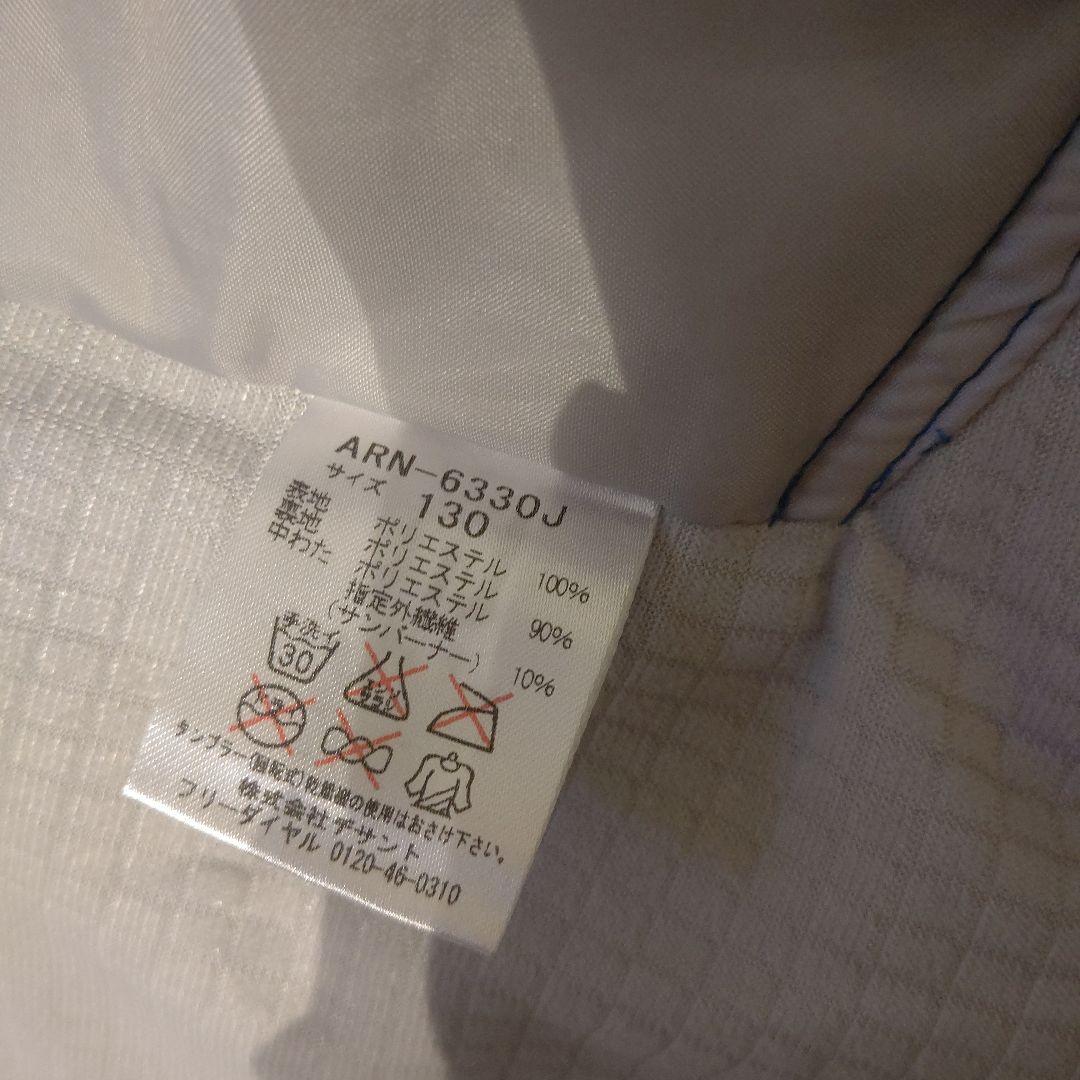 ARN-6330J
サイズ 130
表地 ポリエステル 100%
裏地 ポリエステル
中わた ポリエステル 90%
指定外繊維
(サンバーナー) 10%
手洗イ
30
タンブラー(回転式)乾燥機の使用はおさけ下さい。
株式会社デサント
フリーダイヤル 0120-46-0310